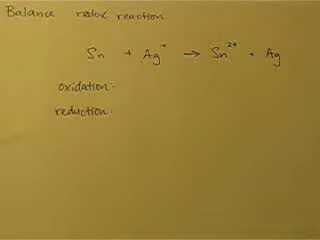 Balance redox reaction
Sn + Ag⁺ → Sn²⁺ + Ag
oxidation:
reduction: